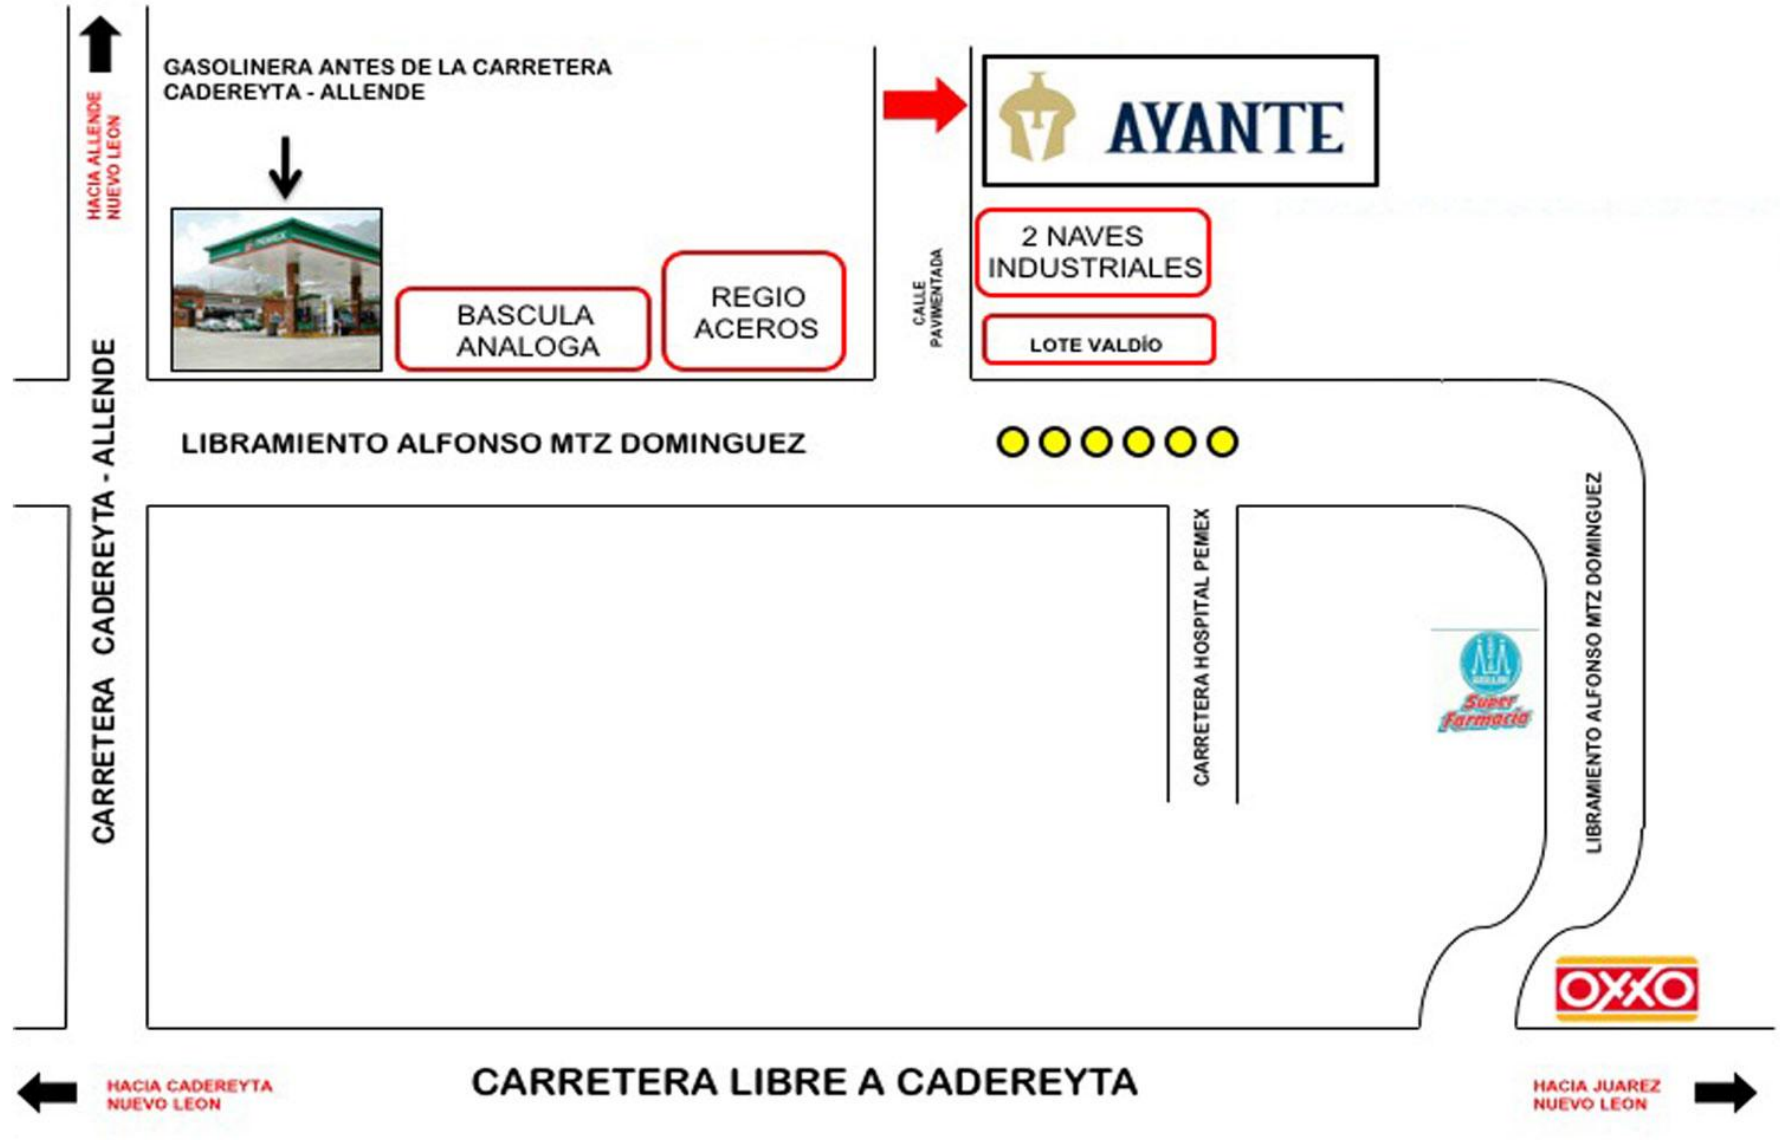 GASOLINERA ANTES DE LA CARRETERA
CADEREYTA - ALLENDE
HACIA ALLENDE
NUEVO LEON
AYANTE
2 NAVES
INDUSTRIALES
LOTE VALDÍO
CALLE
PAVIMENTADA
BASCULA
ANALOGA
REGIO
ACEROS
LIBRAMIENTO ALFONSO MTZ DOMINGUEZ
CARRETERA CADEREYTA - ALLENDE
CARRETERA HOSPITAL PEMEX
LIBRAMIENTO ALFONSO MTZ DOMINGUEZ
Super
Farmacia
OXXO
CARRETERA LIBRE A CADEREYTA
HACIA CADEREYTA
NUEVO LEON
HACIA JUAREZ
NUEVO LEON